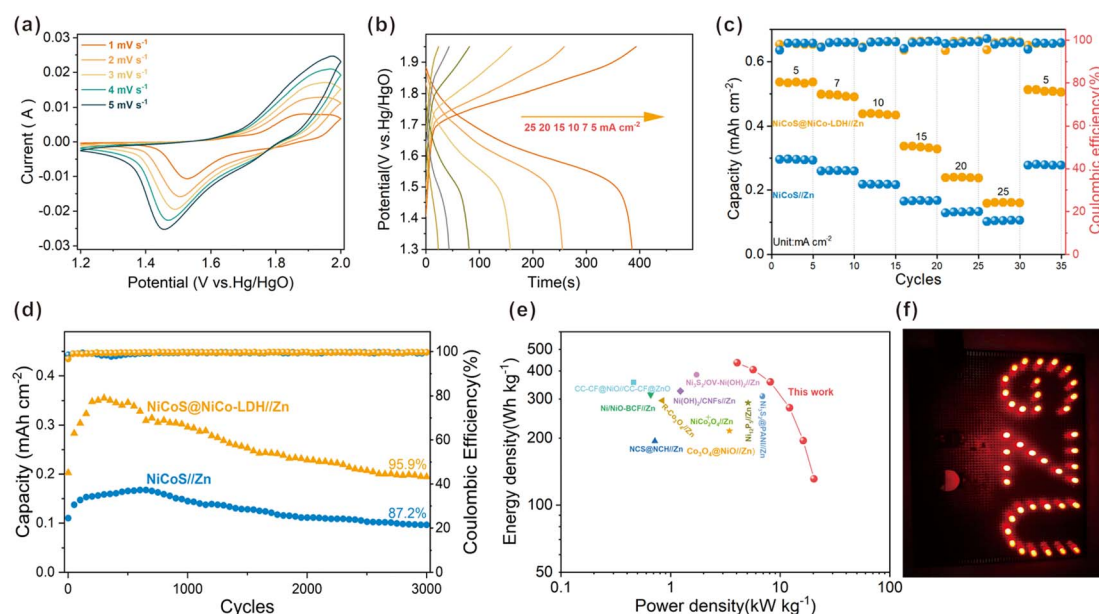 (a)
0.03
0.02
0.01
0.00
-0.01
-0.02
-0.03
Current ( A )
1 mV s-1
2 mV s-1
3 mV s-1
4 mV s-1
5 mV s-1
1.2
1.4
1.6
1.8
2.0
Potential (V vs.Hg/HgO)
(b)
1.9
1.8
1.7
1.6
1.5
1.4
1.3
Potential(V vs.Hg/HgO)
25 20 15 10 7 5 mA cm-2
0
100
200
300
400
Time(s)
(c)
0.6
0.4
0.2
0.0
Capacity (mAh cm-2)
5
7
10
15
20
25
5
NiCoS@NiCo-LDH//Zn
NiCoS//Zn
Unit:mA cm-2
100
80
60
40
20
0
Coulombic efficiency(%)
0
5
10
15
20
25
30
35
Cycles
(d)
0.4
0.3
0.2
0.1
0.0
Capacity (mAh cm-2)
NiCoS@NiCo-LDH//Zn
95.9%
NiCoS//Zn
87.2%
100
80
60
40
20
0
Coulombic Efficiency(%)
0
1000
2000
3000
Cycles
(e)
500
400
300
200
100
50
Energy density(Wh kg-1)
CC-CF@NiO//CC-CF@ZnO
Ni3S2/OV-Ni(OH)2//Zn
This work
Ni/NiO-BCF//Zn
R-Co3O4//Zn
Ni(OH)2/CNFs//Zn
NiCo2O4//Zn
Ni12P5//Zn
Ni3S2@PANI//Zn
NCS@NCH//Zn
Co3O4@NiO//Zn)
0.1
1
10
100
Power density(kW kg-1)
(f)
GZU